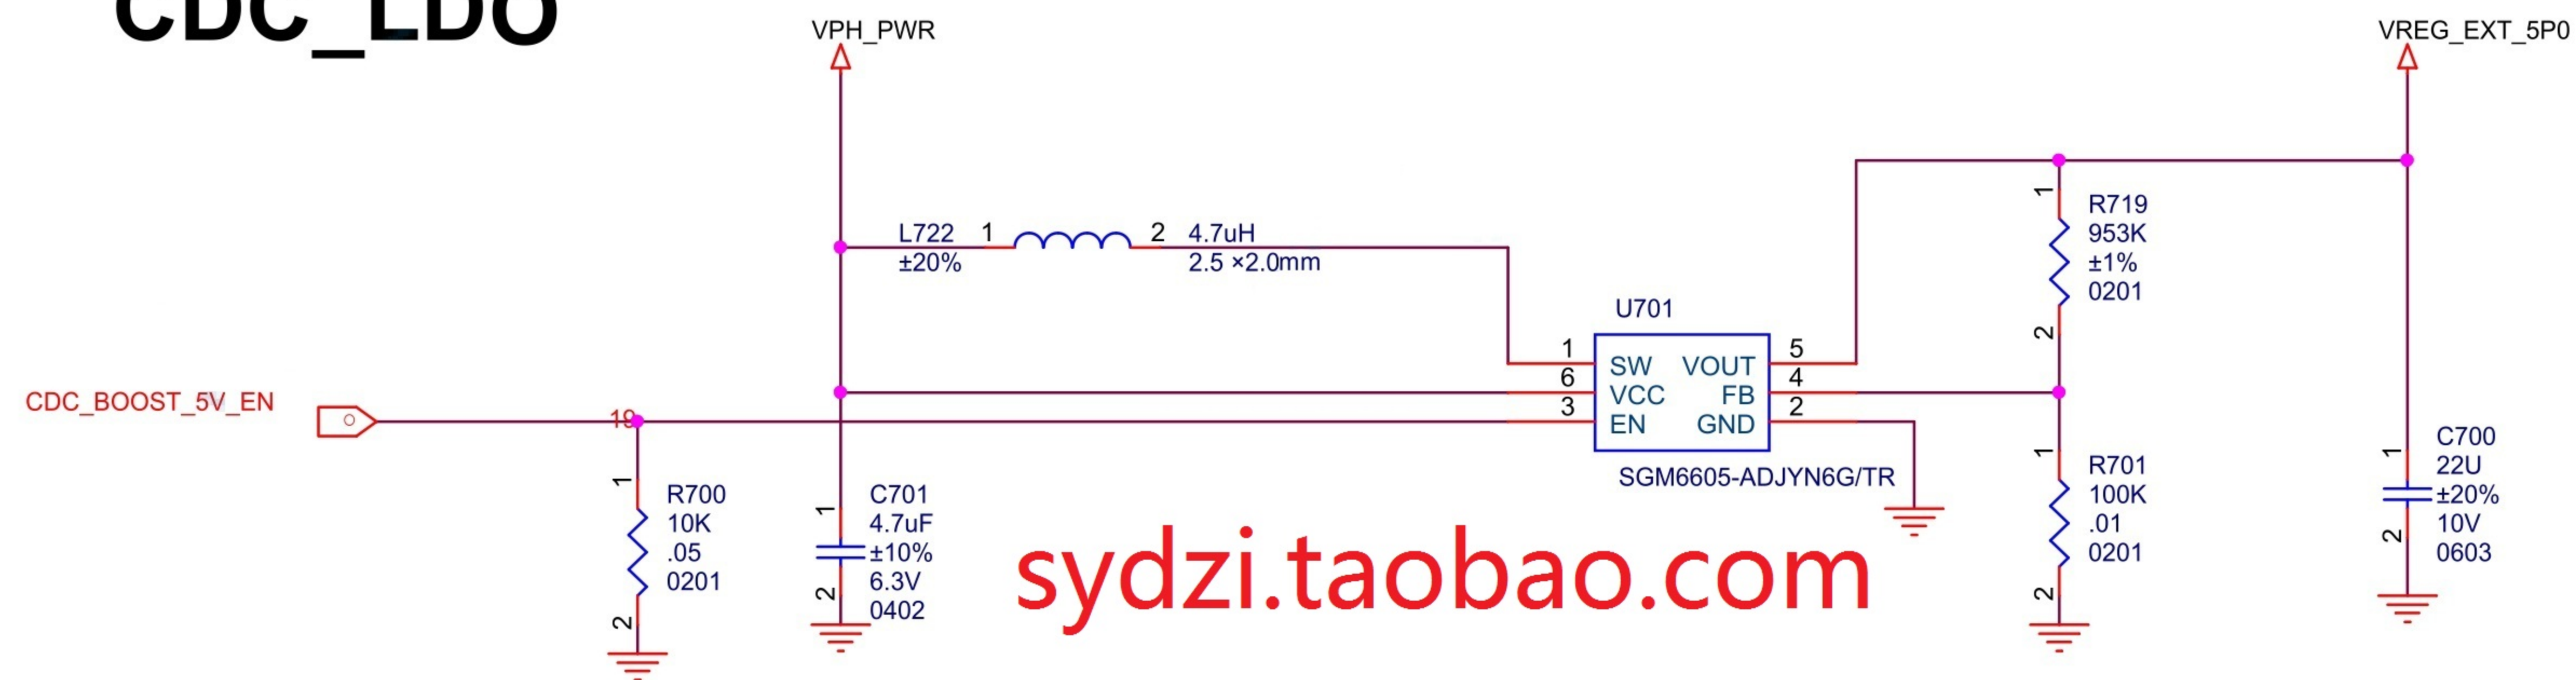 CDC_LDO
VPH_PWR
VREG_EXT_5P0
L722
±20%
1
2
4.7uH
2.5 ×2.0mm
1
R719
953K
±1%
0201
2
U701
1
6
3
SW
VCC
EN
VOUT
FB
GND
5
4
2
SGM6605-ADJYN6G/TR
CDC_BOOST_5V_EN
1
R700
10K
.05
0201
2
1
C701
4.7uF
±10%
6.3V
0402
2
1
R701
100K
.01
0201
2
1
C700
22U
±20%
10V
0603
2
sydzi.taobao.com